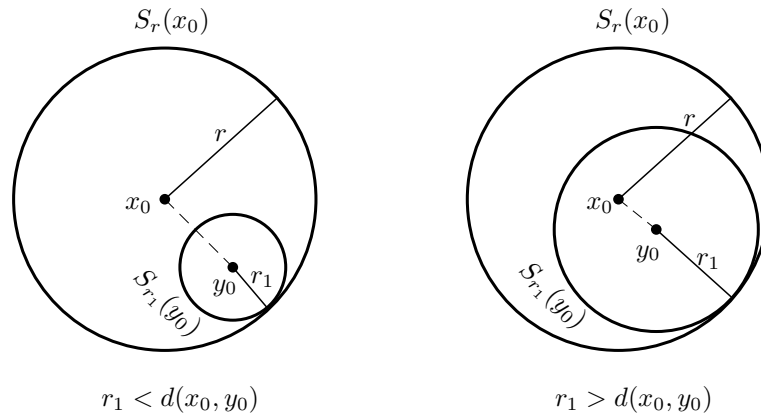 S_r(x_0)
r
x_0
y_0
r_1
S_{r_1}(y_0)
r_1 < d(x_0, y_0)
S_r(x_0)
r
x_0
y_0
r_1
S_{r_1}(y_0)
r_1 > d(x_0, y_0)